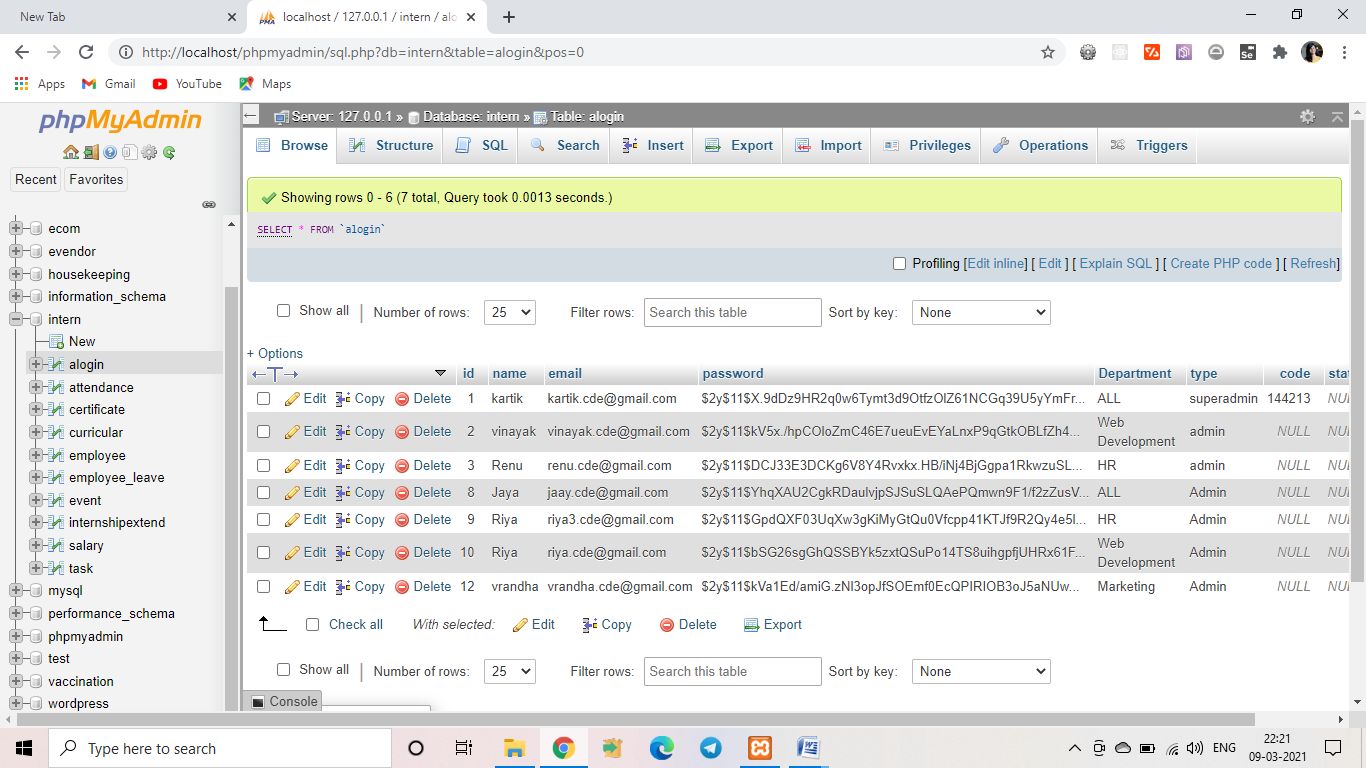 New Tab
localhost / 127.0.0.1 / intern / alo
http://localhost/phpmyadmin/sql.php?db=intern&table=alogin&pos=0
Apps Gmail YouTube Maps
phpMyAdmin
Recent Favorites
ecom
evendor
housekeeping
information_schema
intern
New
alogin
attendance
certificate
curricular
employee
employee_leave
event
internshipextend
salary
task
mysql
performance_schema
phpmyadmin
test
vaccination
wordpress
Server: 127.0.0.1 » Database: intern » Table: alogin
Browse Structure SQL Search Insert Export Import Privileges Operations Triggers
Showing rows 0 - 6 (7 total, Query took 0.0013 seconds.)
SELECT * FROM `alogin`
Profiling [Edit inline] [ Edit ] [ Explain SQL ] [ Create PHP code ] [ Refresh]
Show all | Number of rows: 25 Filter rows: Search this table Sort by key: None
+ Options
id name email password Department type code stat
Edit Copy Delete 1 kartik kartik.cde@gmail.com $2y$11$X.9dDz9HR2q0w6Tymt3d9OtfzOlZ61NCGq39U5yYmFr... ALL superadmin 144213 NU
Edit Copy Delete 2 vinayak vinayak.cde@gmail.com $2y$11$kV5x./hpCOloZmC46E7ueuEvEYaLnxP9qGtkOBLfZh4... Web Development admin NULL NU
Edit Copy Delete 3 Renu renu.cde@gmail.com $2y$11$DCJ33E3DCKg6V8Y4Rvxkx.HB/iNj4BjGgpa1RkwzuSL... HR admin NULL NU
Edit Copy Delete 8 Jaya jaay.cde@gmail.com $2y$11$YhqXAU2CgkRDaulvjpSJSuSLQAePQmwn9F1/f2zZusV... ALL Admin NULL NU
Edit Copy Delete 9 Riya riya3.cde@gmail.com $2y$11$GpdQXF03UqXw3gKiMyGtQu0Vfcpp41KTJf9R2Qy4e5l... HR Admin NULL NU
Edit Copy Delete 10 Riya riya.cde@gmail.com $2y$11$bSG26sgGhQSSBYk5zxtQSuPo14TS8uihgpfjUHRx61F... Web Development Admin NULL NU
Edit Copy Delete 12 vrandha vrandha.cde@gmail.com $2y$11$kVa1Ed/amiG.zNI3opJfSOEmf0EcQPIRIOB3oJ5aNUw... Marketing Admin NULL NU
Check all With selected: Edit Copy Delete Export
Show all | Number of rows: 25 Filter rows: Search this table Sort by key: None
Console
Type here to search
ENG
22:21
09-03-2021